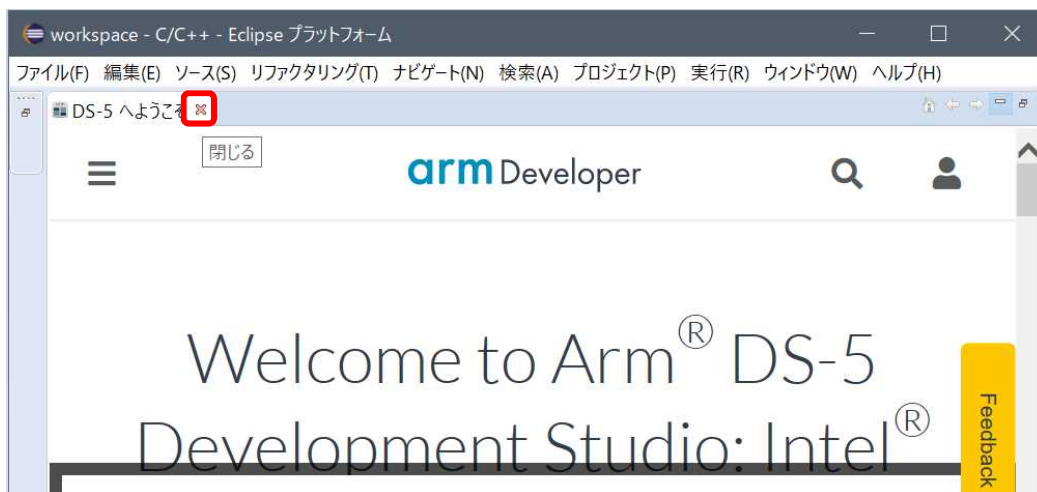 workspace - C/C++ - Eclipse プラットフォーム
ファイル(F) 編集(E) ソース(S) リファクタリング(T) ナビゲート(N) 検索(A) プロジェクト(P) 実行(R) ウィンドウ(W) ヘルプ(H)
DS-5 へようこそ
閉じる
arm Developer
Welcome to Arm® DS-5
Development Studio: Intel®
Feedback